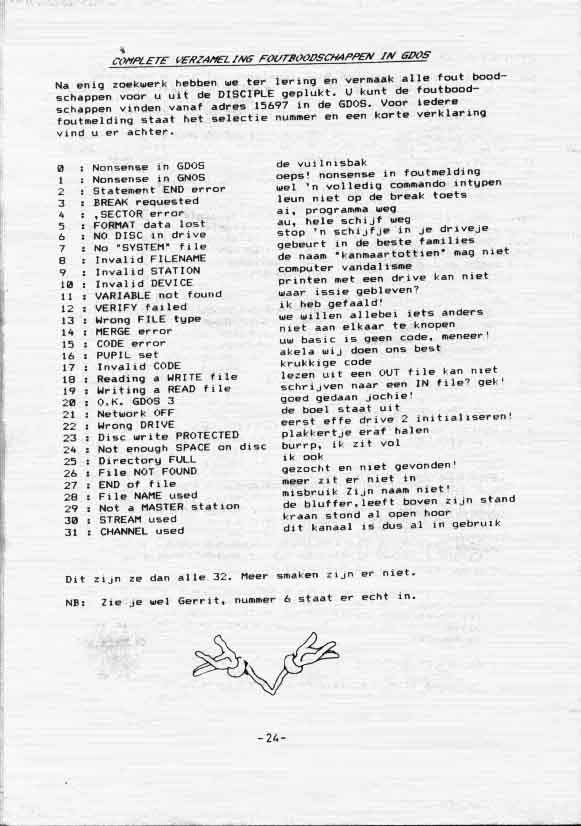 COMPLETE VERZAMELING FOUTBOODSCHAPPEN IN GDOS
Na enig zoekwerk hebben we ter lering en vermaak alle fout bood-
schappen voor u uit de DISCIPLE geplukt. U kunt de foutbood-
schappen vinden vanaf adres 15697 in de GDOS. Voor iedere
foutmelding staat het selectie nummer en een korte verklaring
vind u er achter.
0 : Nonsense in GDOS de vuilnisbak
1 : Nonsense in GNOS oeps! nonsense in foutmelding
2 : Statement END error wel 'n volledig commando intypen
3 : BREAK requested leun niet op de break toets
4 : ,SECTOR error ai, programma weg
5 : FORMAT data lost au, hele schijf weg
6 : NO DISC in drive stop 'n schijfje in je driveje
7 : No "SYSTEM" file gebeurt in de beste families
8 : Invalid FILENAME de naam "kanmaartottien" mag niet
9 : Invalid STATION computer vandalisme
10 : Invalid DEVICE printen met een drive kan niet
11 : VARIABLE not found waar issie gebleven?
12 : VERIFY failed ik heb gefaald!
13 : Wrong FILE type we willen allebei iets anders
14 : MERGE error niet aan elkaar te knopen
15 : CODE error uw basic is geen code, meneer!
16 : PUPIL set akela wij doen ons best
17 : Invalid CODE krukkige code
18 : Reading a WRITE file lezen uit een OUT file kan niet
19 : Writing a READ file schrijven naar een IN file? gek!
20 : O.K. GDOS 3 goed gedaan jochie!
21 : Network OFF de boel staat uit
22 : Wrong DRIVE eerst effe drive 2 initialiseren!
23 : Disc write PROTECTED plakkertje eraf halen
24 : Not enough SPACE on disc burrp, ik zit vol
25 : Directory FULL ik ook
26 : File NOT FOUND gezocht en niet gevonden!
27 : END of file meer zit er niet in
28 : File NAME used misbruik Zijn naam niet!
29 : Not a MASTER station de bluffer,leeft boven zijn stand
30 : STREAM used kraan stond al open hoor
31 : CHANNEL used dit kanaal is dus al in gebruik
Dit zijn ze dan alle 32. Meer smaken zijn er niet.
NB: Zie je wel Gerrit, nummer 6 staat er echt in.
-24-